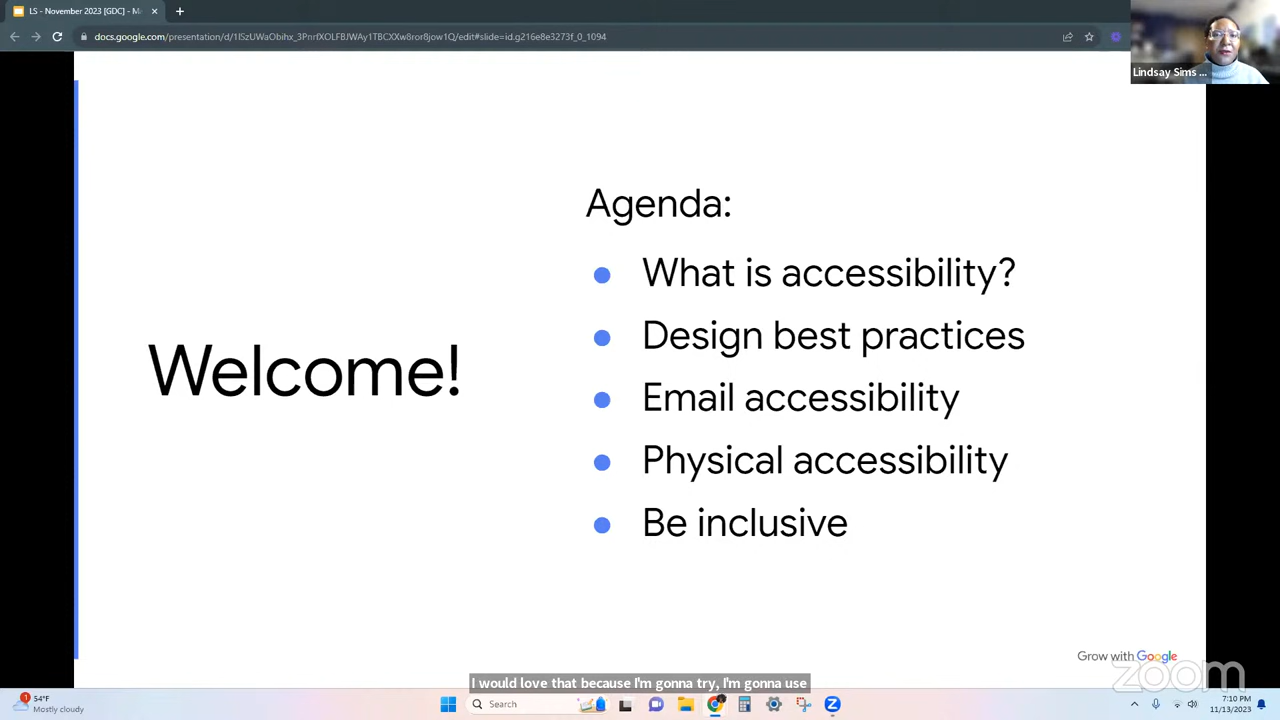 LS - November 2023 [GDC] - M
docs.google.com/presentation/d/1lSzUWaObihx_3PnrfXOLFBJWAy1TBCXXw8ror8jow1Q/edit#slide=id.g216e8e3273f_0_1094
Lindsay Sims ...
Welcome!
Agenda:
What is accessibility?
Design best practices
Email accessibility
Physical accessibility
Be inclusive
Grow with Google
zoom
I would love that because I'm gonna try, I'm gonna use
1
54°F
Mostly cloudy
Search
7:10 PM
11/13/2023